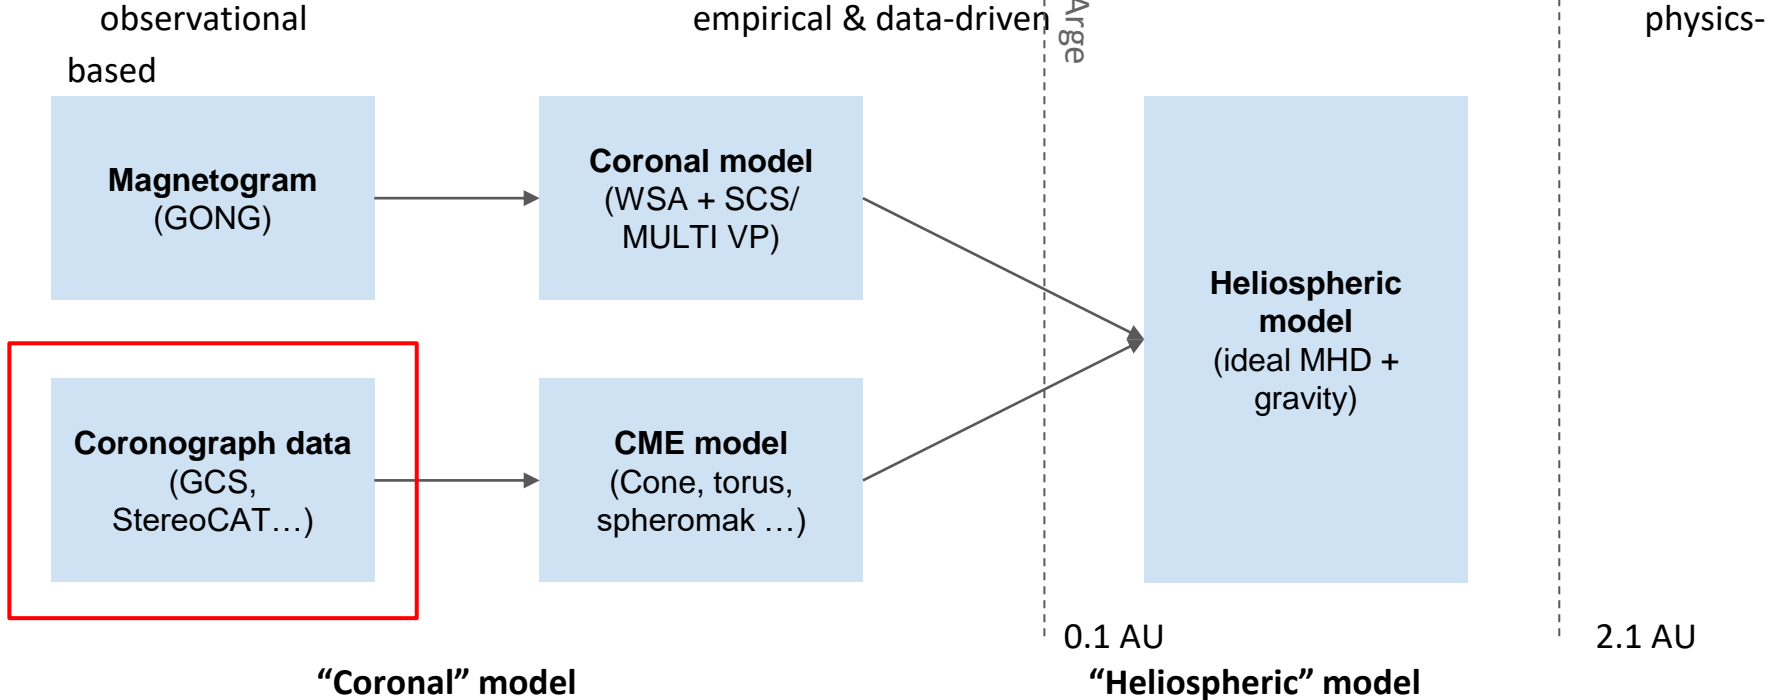 observational empirical & data-driven physics-
based
Arge
Magnetogram
(GONG)
Coronal model
(WSA + SCS/
MULTI VP)
Heliospheric
model
(ideal MHD +
gravity)
Coronograph data
(GCS,
StereoCAT…)
CME model
(Cone, torus,
spheromak …)
0.1 AU
2.1 AU
“Coronal” model
“Heliospheric” model